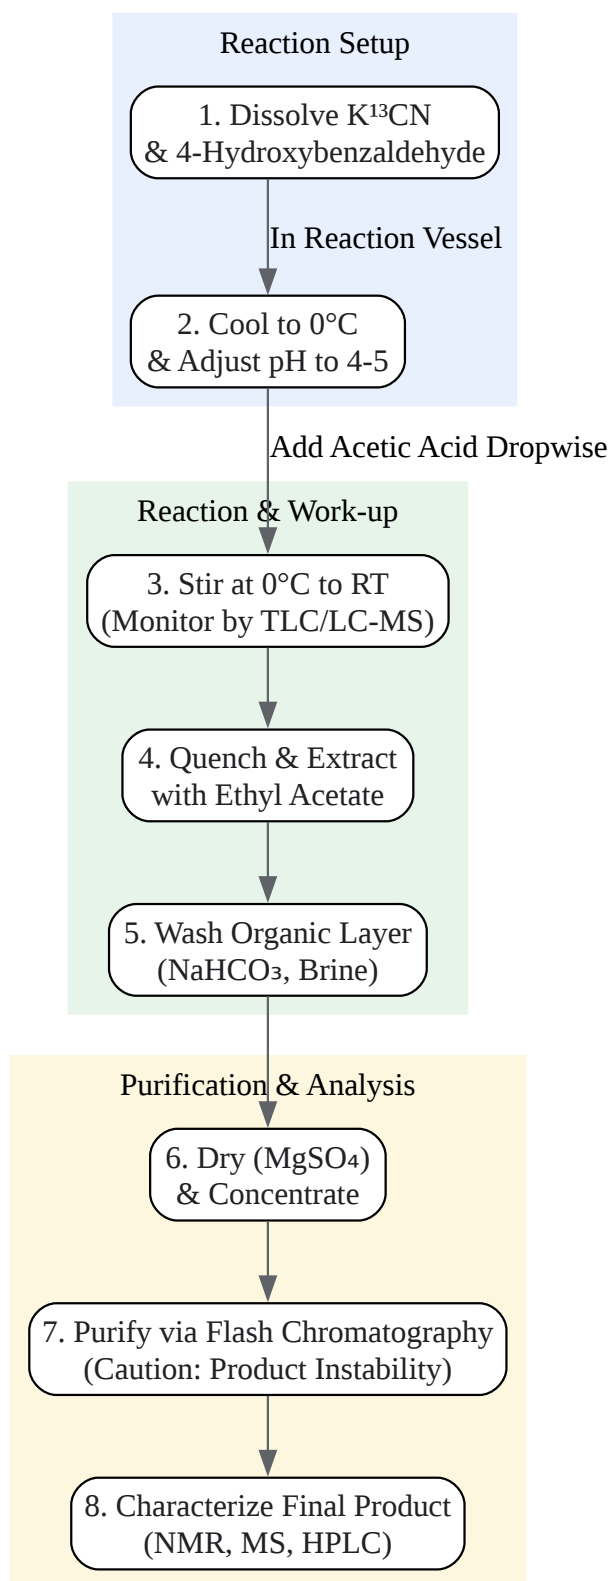 Reaction Setup
1. Dissolve K¹³CN
& 4-Hydroxybenzaldehyde
In Reaction Vessel
2. Cool to 0°C
& Adjust pH to 4-5
Add Acetic Acid Dropwise
Reaction & Work-up
3. Stir at 0°C to RT
(Monitor by TLC/LC-MS)
4. Quench & Extract
with Ethyl Acetate
5. Wash Organic Layer
(NaHCO₃, Brine)
Purification & Analysis
6. Dry (MgSO₄)
& Concentrate
7. Purify via Flash Chromatography
(Caution: Product Instability)
8. Characterize Final Product
(NMR, MS, HPLC)